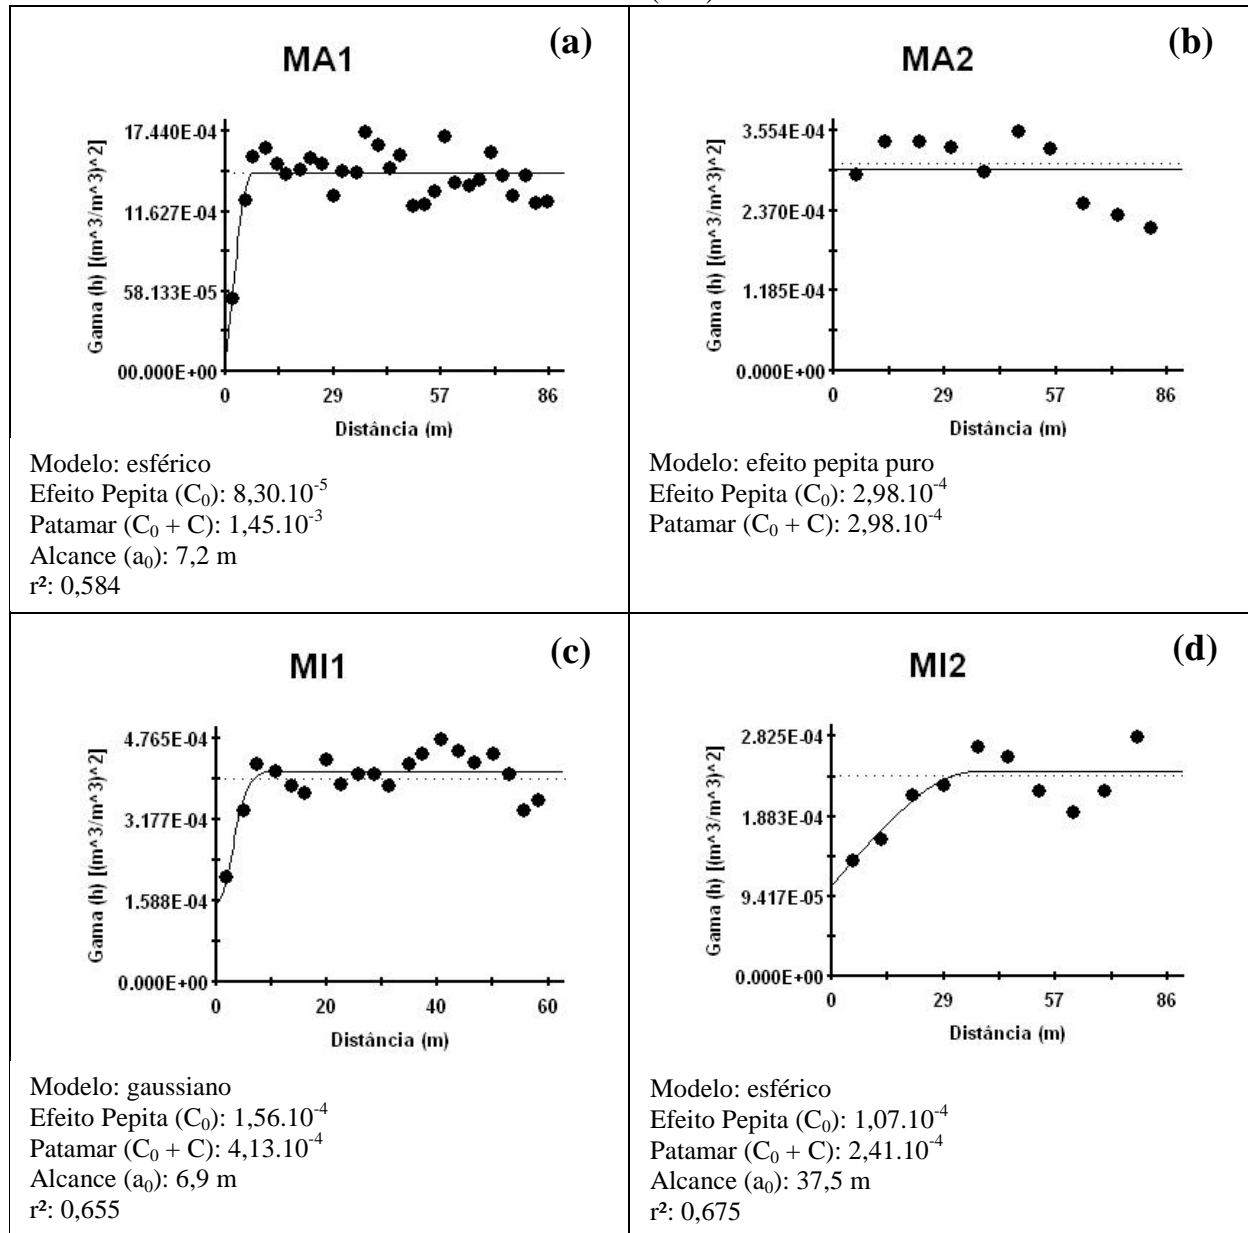 (a)
MA1
17.440E-04
11.627E-04
58.133E-05
00.000E+00
Gama (h) [(m^3/m^3)^2]
0 29 57 86
Distância (m)
Modelo: esférico
Efeito Pepita (C₀): 8,30.10⁻⁵
Patamar (C₀ + C): 1,45.10⁻³
Alcance (a₀): 7,2 m
r²: 0,584
(b)
MA2
3.554E-04
2.370E-04
1.185E-04
0.000E+00
Gama (h) [(m^3/m^3)^2]
0 29 57 86
Distância (m)
Modelo: efeito pepita puro
Efeito Pepita (C₀): 2,98.10⁻⁴
Patamar (C₀ + C): 2,98.10⁻⁴
(c)
MI1
4.765E-04
3.177E-04
1.588E-04
0.000E+00
Gama (h) [(m^3/m^3)^2]
0 20 40 60
Distância (m)
Modelo: gaussiano
Efeito Pepita (C₀): 1,56.10⁻⁴
Patamar (C₀ + C): 4,13.10⁻⁴
Alcance (a₀): 6,9 m
r²: 0,655
(d)
MI2
2.825E-04
1.883E-04
9.417E-05
0.000E+00
Gama (h) [(m^3/m^3)^2]
0 29 57 86
Distância (m)
Modelo: esférico
Efeito Pepita (C₀): 1,07.10⁻⁴
Patamar (C₀ + C): 2,41.10⁻⁴
Alcance (a₀): 37,5 m
r²: 0,675